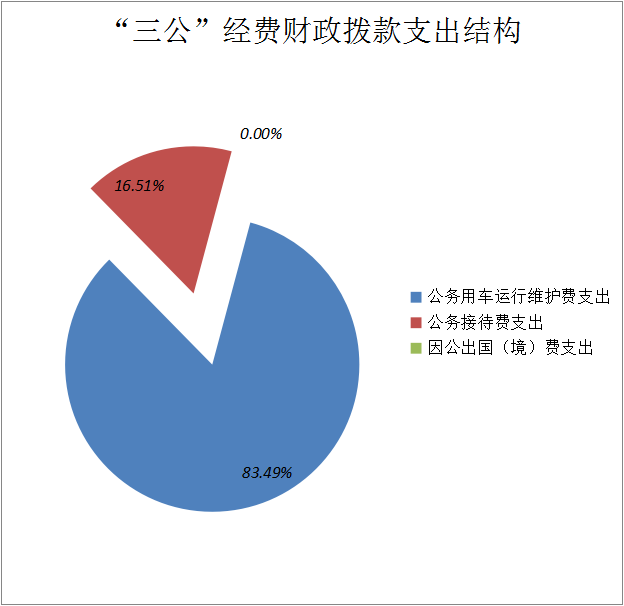 “三公”经费财政拨款支出结构
0.00%
16.51%
83.49%
公务用车运行维护费支出
公务接待费支出
因公出国（境）费支出